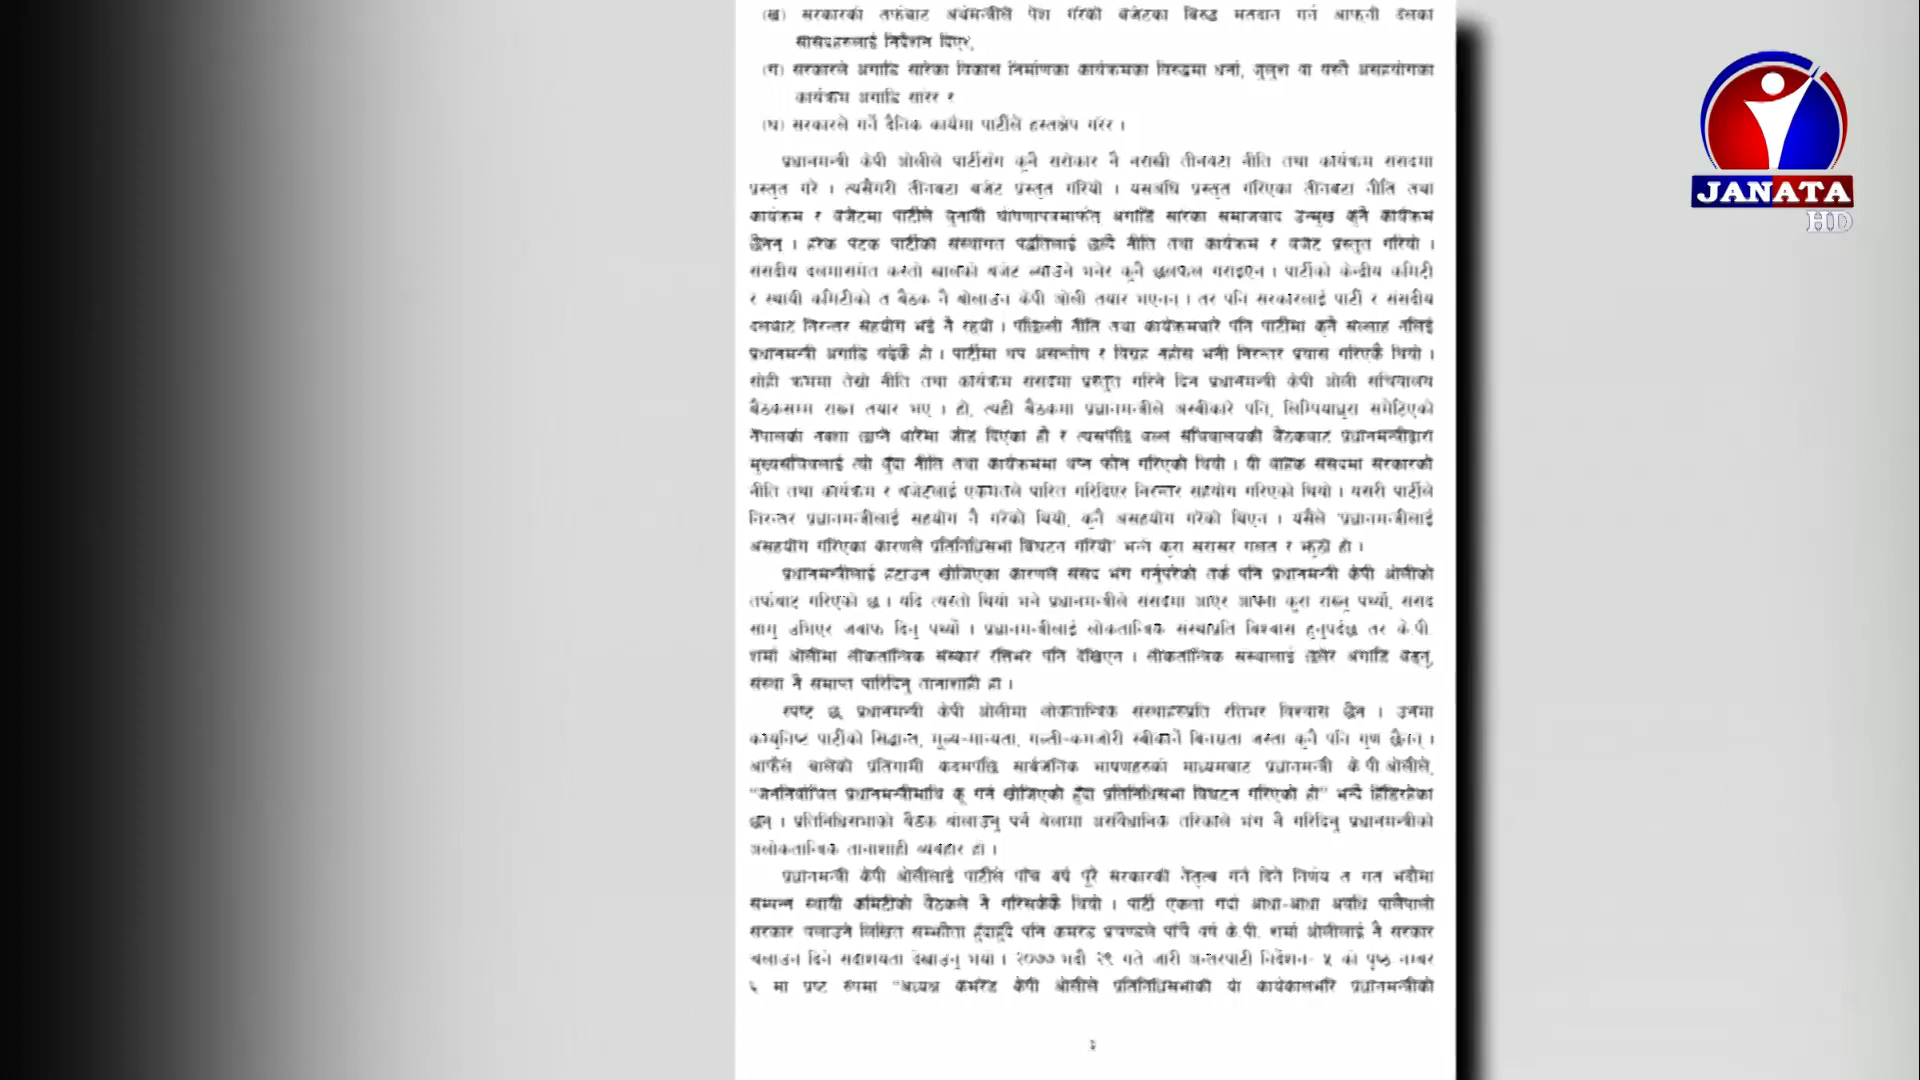 (ख) सरकारका तर्फबाट अर्थमन्त्रीले पेश गरेको बजेटका बिरुद्ध मतदान गर्न आफ्नो दलका
सांसदहरुलाई निर्देशन दिएर,
(ग) सरकारले अगाडि सारेका विकास निर्माणका कार्यक्रमका विरुद्धमा धर्ना, जुलुश वा यस्तै असहयोगका
कार्यक्रम अगाडि सारेर र
(घ) सरकारले गर्ने दैनिक कार्यमा पार्टीले हस्तक्षेप गरेर ।
प्रधानमन्त्री केपी ओलीले पार्टीसंग कुनै सरोकार नै नराखी तीनवटा नीति तथा कार्यक्रम संसदमा
प्रस्तुत गरे । त्यसैगरी तीनवटा बजेट प्रस्तुत गरियो । यसअघि प्रस्तुत गरिएका तीनवटा नीति तथा
कार्यक्रम र बजेटमा पार्टीले चुनावी घोषणापत्रमार्फत् अगाडि सारेका समाजवाद उन्मुख कुनै कार्यक्रम
छैनन् । हरेक पटक पार्टीको संस्थागत पद्धतिलाई छल्दै नीति तथा कार्यक्रम र बजेट प्रस्तुत गरियो ।
संसदीय दलमासमेत कस्तो खालको बजेट ल्याउने भनेर कुनै छलफल गराइएन । पार्टीको केन्द्रीय कमिटी
र स्थायी कमिटीको त बैठक नै बोलाउन केपी ओली तयार भएनन् । तर पनि सरकारलाई पार्टी र संसदीय
दलबाट निरन्तर सहयोग भई नै रहयो । पछिल्लो नीति तथा कार्यक्रमबारे पनि पार्टीमा कुनै सल्लाह नलिई
प्रधानमन्त्री अगाडि बढेकै हो । पार्टीमा थप असन्तोष र विग्रह नहोस भनी निरन्तर प्रयास गरिएकै थियो ।
सोही क्रममा तेस्रो नीति तथा कार्यक्रम संसदमा प्रस्तुत गरिने दिन प्रधानमन्त्री केपी ओली सचिवालय
बैठकसम्म राख्न तयार भए । हो, त्यही बैठकमा प्रधानमन्त्रीले अस्वीकारे पनि, लिम्पियाधुरा समेटिएको
नेपालको नक्शा छाप्ने बारेमा जोड दिएका हौं र त्यसपछि बल्ल सचिवालयको बैठकबाट प्रधानमन्त्रीद्वारा
मुख्यसचिवलाई त्यो बुँदा नीति तथा कार्यक्रममा थप्न फोन गरिएको थियो । यी बाहेक संसदमा सरकारको
नीति तथा कार्यक्रम र बजेटलाई एकमतले पारित गरिदिएर निरन्तर सहयोग गरिएको थियो । यसरी पार्टीले
निरन्तर प्रधानमन्त्रीलाई सहयोग नै गरेको थियो, कुनै असहयोग गरेको थिएन । यसैले "प्रधानमन्त्रीलाई
असहयोग गरिएका कारणले प्रतिनिधिसभा विघटन गरियो" भन्ने कुरा सरासर गलत र झुठो हो ।
प्रधानमन्त्रीलाई हटाउन खोजिएका कारणले संसद भंग गर्नुपरेको तर्क पनि प्रधानमन्त्री केपी ओलीको
तर्फबाट गरिएको छ । यदि त्यस्तो थियो भने प्रधानमन्त्रीले संसदमा आएर आफ्ना कुरा राख्नु पर्थ्यो, संसद
सामु उभिएर जवाफ दिनु पर्थ्यो । प्रधानमन्त्रीलाई लोकतान्त्रिक संस्थाप्रति विश्वास हुनुपर्दछ तर के.पी.
शर्मा ओलीमा लोकतान्त्रिक संस्कार रत्तिभर पनि देखिएन । लोकतान्त्रिक संस्थालाई छलेर अगाडि बढ्नु,
संस्था नै समाप्त पारिदिनु तानाशाही हो ।
स्पष्ट छ, प्रधानमन्त्री केपी ओलीमा लोकतान्त्रिक संस्थाहरुप्रति रत्तिभर विश्वास छैन । उनमा
कम्युनिष्ट पार्टीको सिद्धान्त, मूल्य-मान्यता, गल्ती-कमजोरी स्वीकार्ने विनम्रता जस्ता कुनै पनि गुण छैनन् ।
आफैंले चालेको प्रतिगामी कदमपछि सार्वजनिक भाषणहरुको माध्यमबाट प्रधानमन्त्री के.पी.ओलीले,
"जननिर्वाचित प्रधानमन्त्रीमाथि कू गर्न खोजिएको हुँदा प्रतिनिधिसभा विघटन गरिएको हो" भन्दै हिँडिरहेका
छन् । प्रतिनिधिसभाको बैठक बोलाउनु पर्ने बेलामा असंवैधानिक तरिकाले भंग नै गरिदिनु प्रधानमन्त्रीको
अलोकतान्त्रिक तानाशाही व्यवहार हो ।
प्रधानमन्त्री केपी ओलीलाई पार्टीले पाँच वर्ष पूरै सरकारको नेतृत्व गर्न दिने निर्णय त गत भदौमा
सम्पन्न स्थायी कमिटीको बैठकले नै गरिसकेकै थियो । पार्टी एकता गर्दा आधा-आधा अवधि पालैपालो
सरकार चलाउने लिखित सम्झौता हुँदाहुँदै पनि कमरेड प्रचण्डले पाँचै वर्ष के.पी. शर्मा ओलीलाई नै सरकार
चलाउन दिने सदाशयता देखाउनु भयो । २०७७ भदौ २९ गते जारी अन्तरपार्टी निर्देशन- ५ को पृष्ठ नम्बर
६ मा प्रष्ट रुपमा "अध्यक्ष कमरेड केपी ओलीले प्रतिनिधिसभाको यो कार्यकालभरि प्रधानमन्त्रीको
JANATA
HD